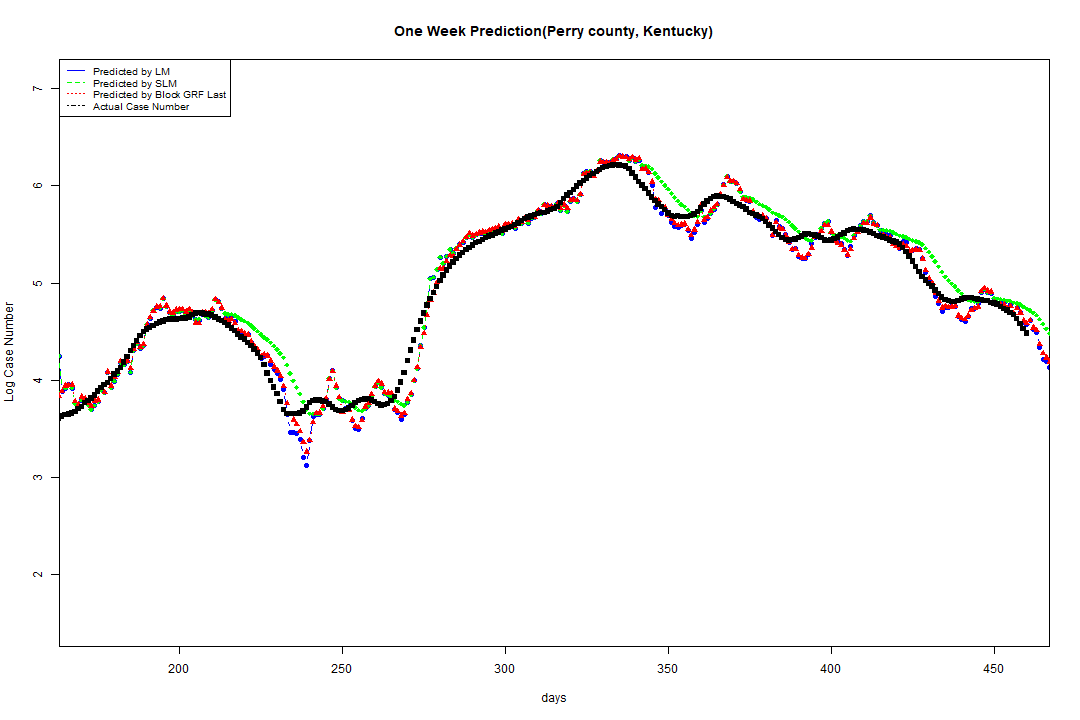 One Week Prediction(Perry county, Kentucky)
Predicted by LM
Predicted by SLM
Predicted by Block GRF Last
Actual Case Number
7
6
5
4
3
2
Log Case Number
200 250 300 350 400 450
days